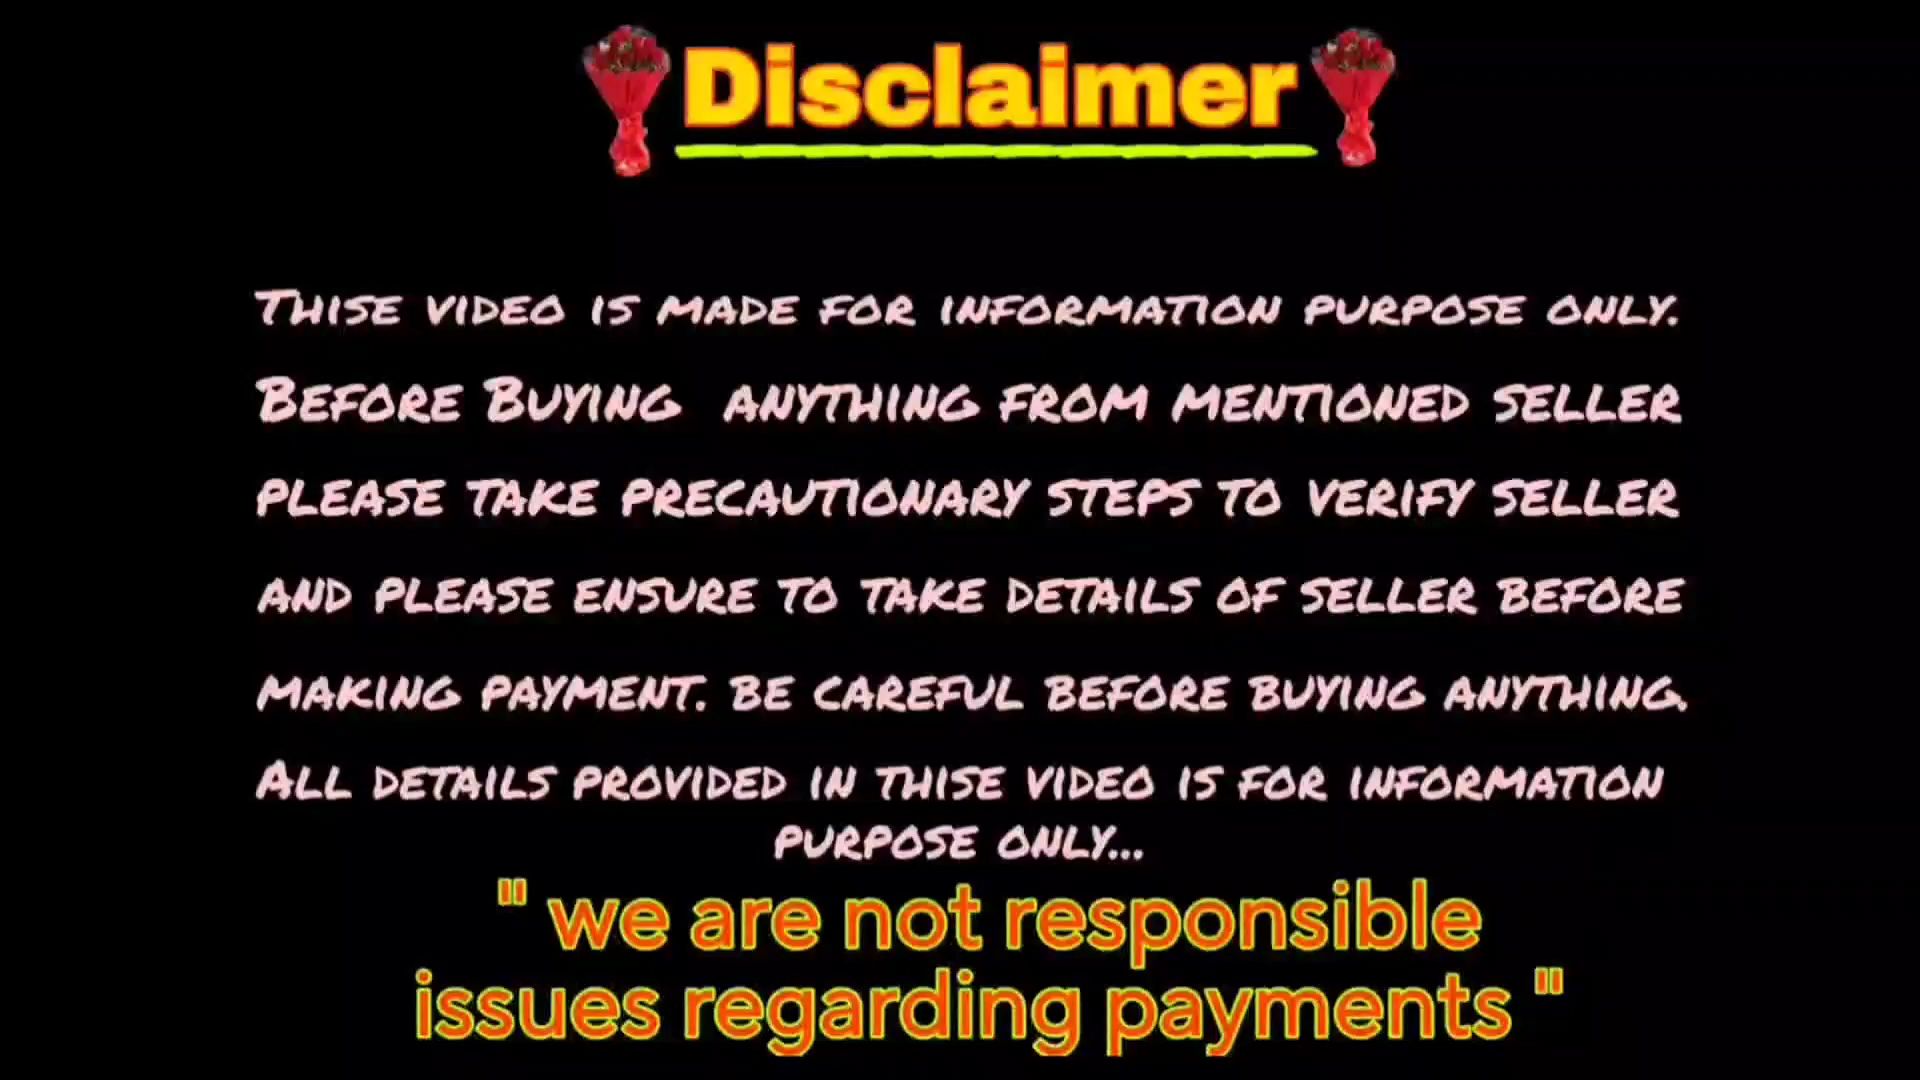 Disclaimer
Thise video is made for information purpose only.
Before Buying anything from mentioned seller
please take precautionary steps to verify seller
and please ensure to take details of seller before
making payment. be careful before buying anything.
All details provided in thise video is for information
purpose only...
" we are not responsible
issues regarding payments "